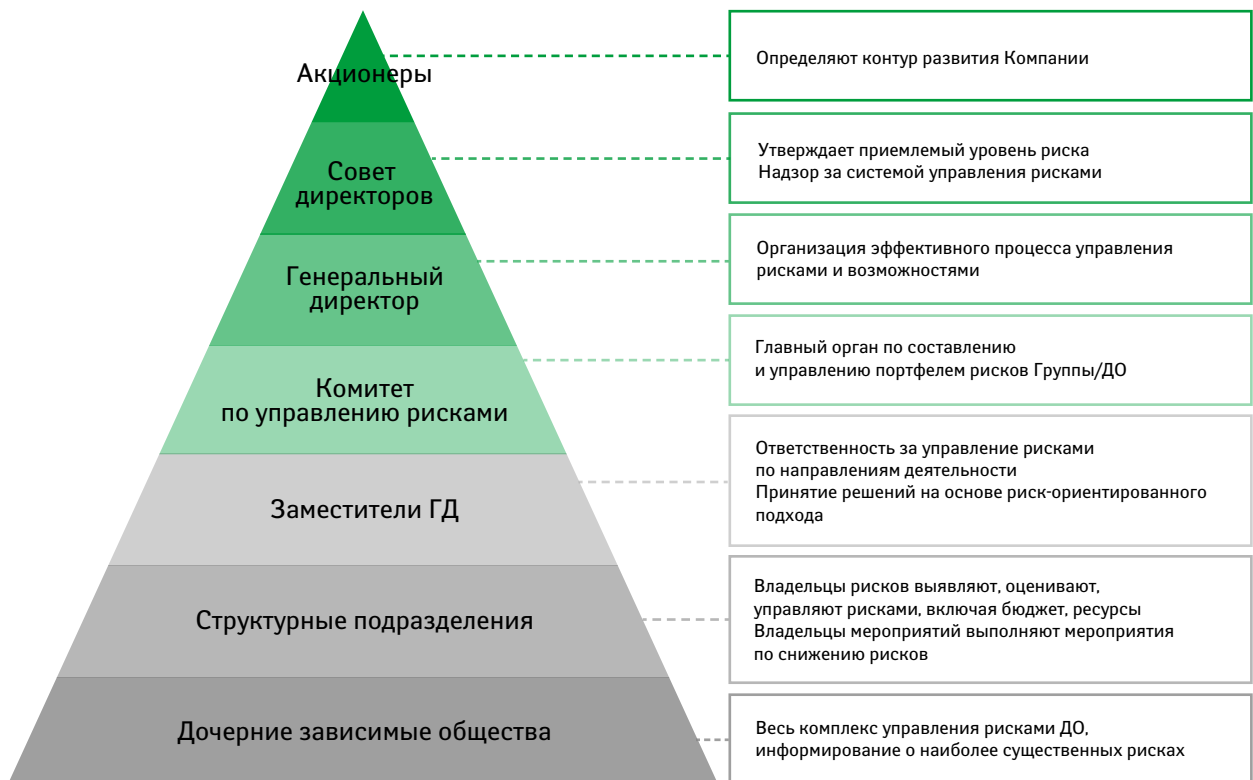 Акционеры
Определяют контур развития Компании
Совет
директоров
Утверждает приемлемый уровень риска
Надзор за системой управления рисками
Генеральный
директор
Организация эффективного процесса управления
рисками и возможностями
Комитет
по управлению рисками
Главный орган по составлению
и управлению портфелем рисков Группы/ДО
Заместители ГД
Ответственность за управление рисками
по направлениям деятельности
Принятие решений на основе риск-ориентированного
подхода
Структурные подразделения
Владельцы рисков выявляют, оценивают,
управляют рисками, включая бюджет, ресурсы
Владельцы мероприятий выполняют мероприятия
по снижению рисков
Дочерние зависимые общества
Весь комплекс управления рисками ДО,
информирование о наиболее существенных рисках